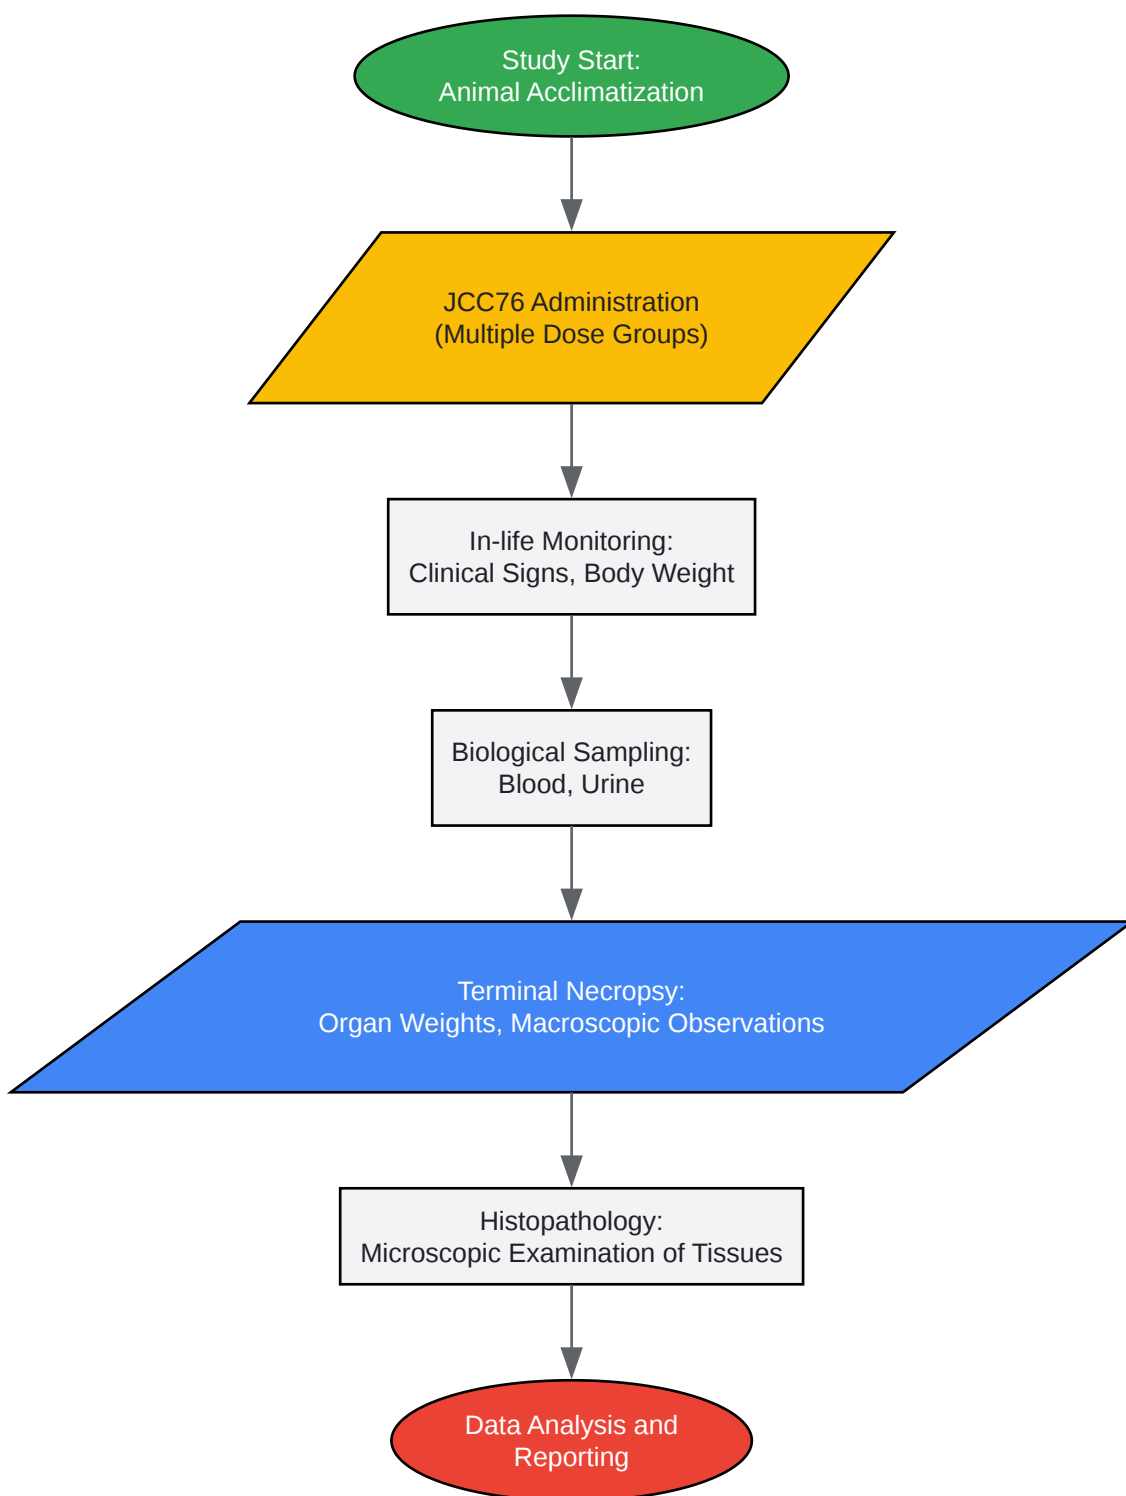 Study Start:
Animal Acclimatization
JCC76 Administration
(Multiple Dose Groups)
In-life Monitoring:
Clinical Signs, Body Weight
Biological Sampling:
Blood, Urine
Terminal Necropsy:
Organ Weights, Macroscopic Observations
Histopathology:
Microscopic Examination of Tissues
Data Analysis and
Reporting